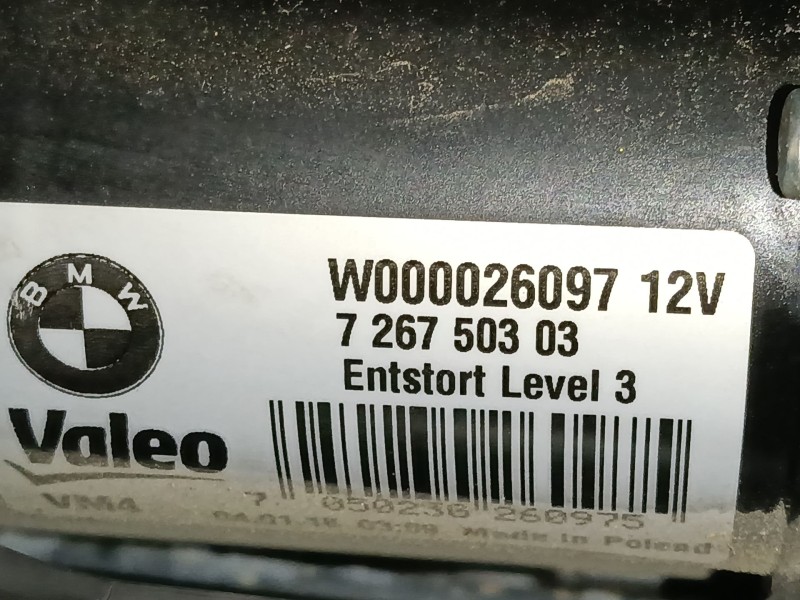 BMW
W000026097 12V
7 267 503 03
Entstort Level 3
Valeo
VM4
7 050236 260975
Made in Poland